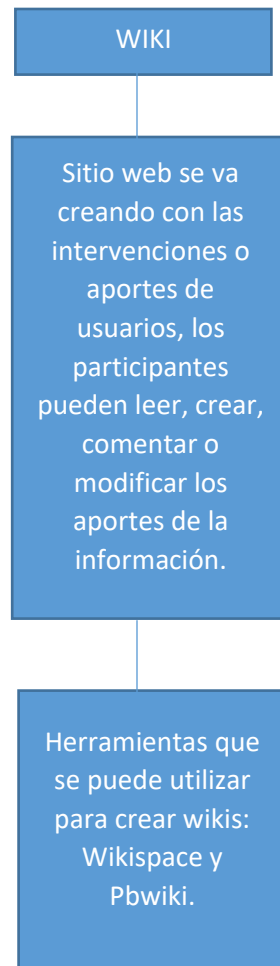 WIKI
Sitio web se va
creando con las
intervenciones o
aportes de
usuarios, los
participantes
pueden leer, crear,
comentar o
modificar los
aportes de la
información.
Herramientas que
se puede utilizar
para crear wikis:
Wikispace y
Pbwiki.